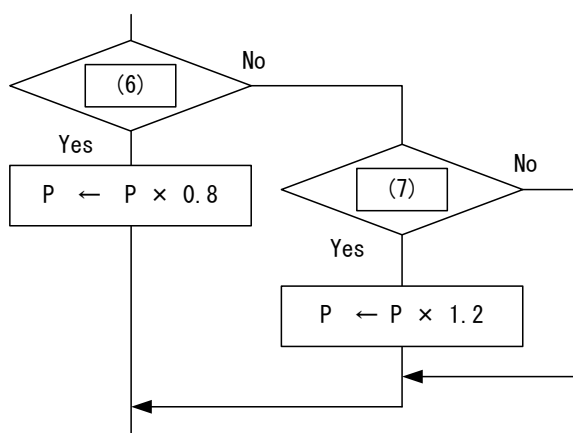 (6)
No
Yes
P ← P × 0.8
(7)
No
Yes
P ← P × 1.2